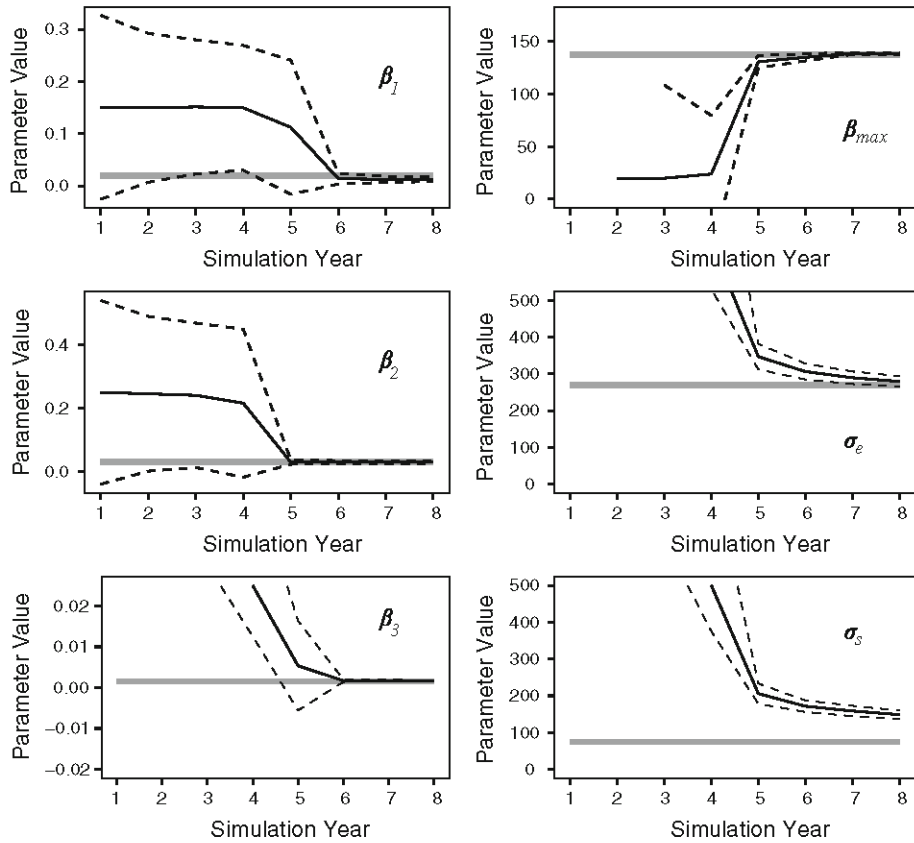 Parameter Value
0.3
0.2
0.1
0.0
β1
1 2 3 4 5 6 7 8
Simulation Year
Parameter Value
150
100
50
0
βmax
1 2 3 4 5 6 7 8
Simulation Year
Parameter Value
0.4
0.2
0.0
β2
1 2 3 4 5 6 7 8
Simulation Year
Parameter Value
500
400
300
200
100
0
σe
1 2 3 4 5 6 7 8
Simulation Year
Parameter Value
0.02
0.01
0.00
−0.01
−0.02
β3
1 2 3 4 5 6 7 8
Simulation Year
Parameter Value
500
400
300
200
100
0
σs
1 2 3 4 5 6 7 8
Simulation Year